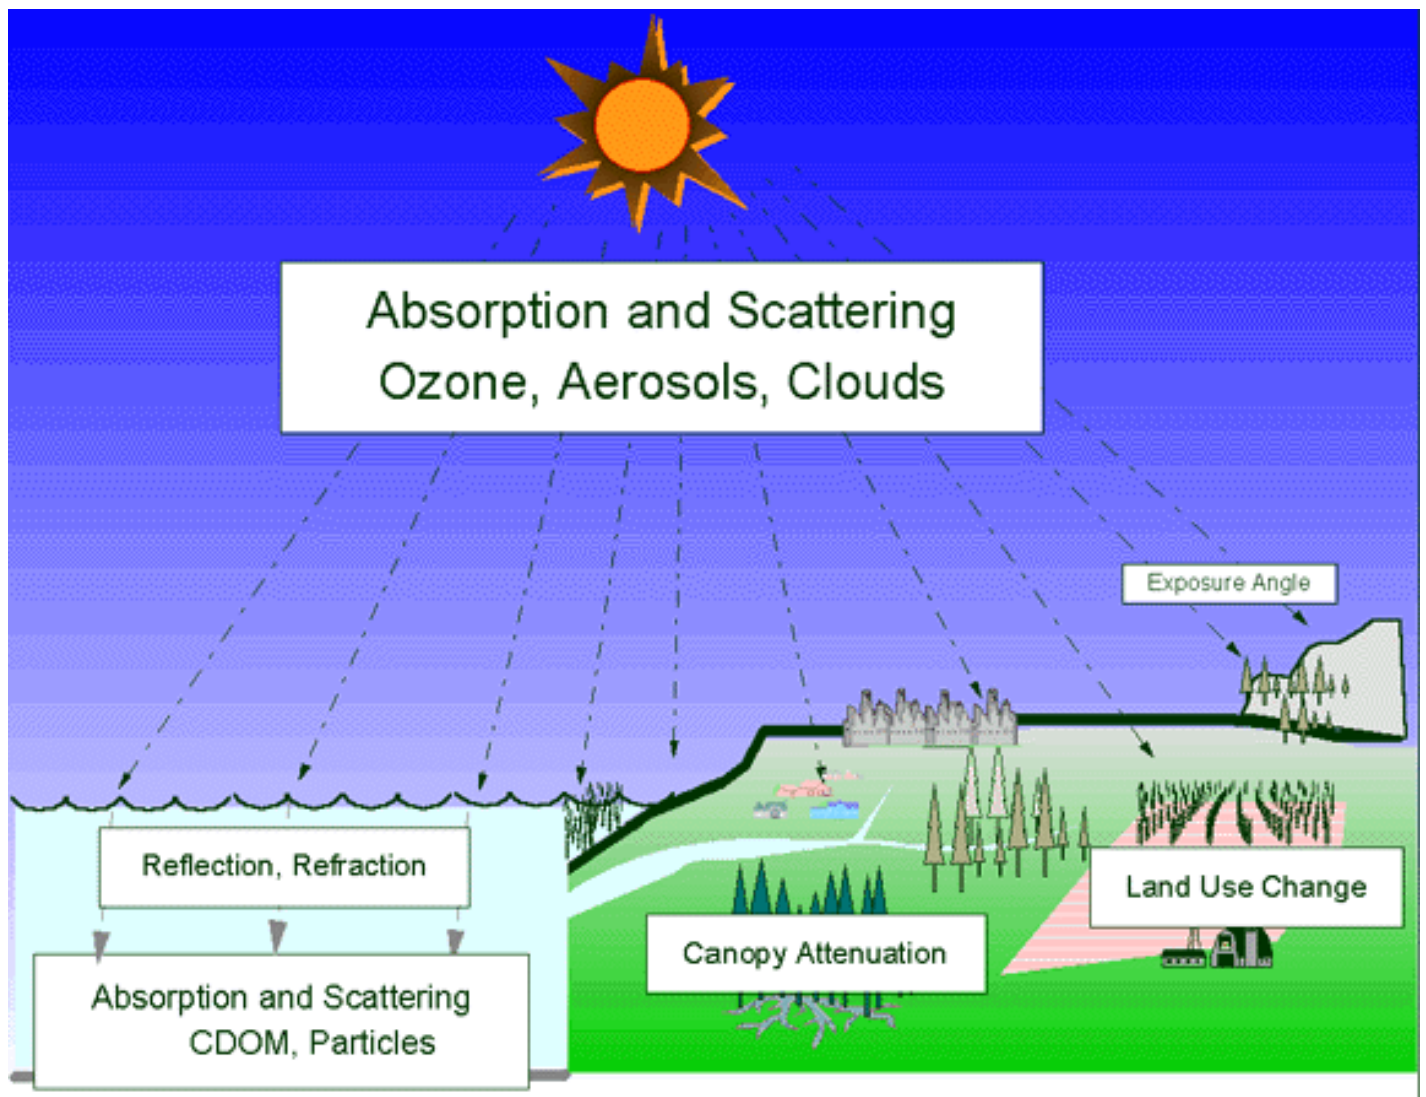 Absorption and Scattering
Ozone, Aerosols, Clouds
Exposure Angle
Reflection, Refraction
Land Use Change
Canopy Attenuation
Absorption and Scattering
CDOM, Particles